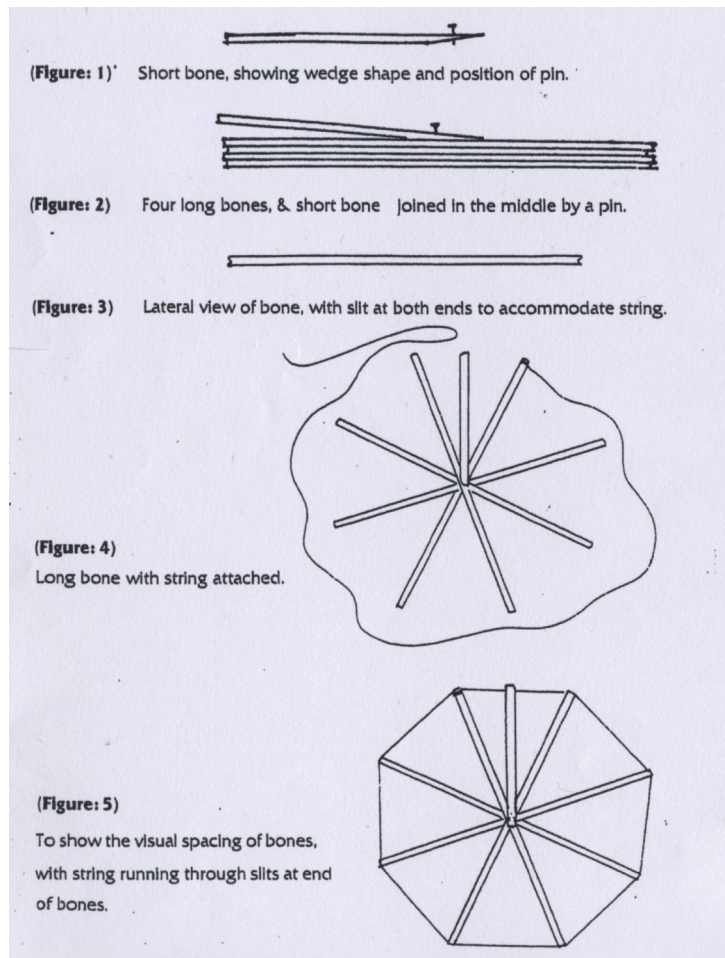 (Figure: 1) Short bone, showing wedge shape and position of pin.
(Figure: 2) Four long bones, & short bone joined in the middle by a pin.
(Figure: 3) Lateral view of bone, with slit at both ends to accommodate string.
(Figure: 4)
Long bone with string attached.
(Figure: 5)
To show the visual spacing of bones,
with string running through slits at end
of bones.